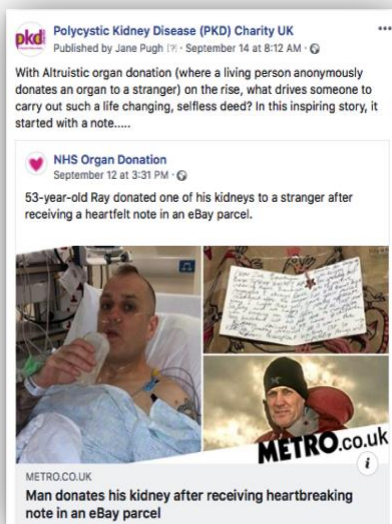 pkd
Polycystic Kidney Disease (PKD) Charity UK
Published by Jane Pugh [?] · September 14 at 8:12 AM ·
With Altruistic organ donation (where a living person anonymously
donates an organ to a stranger) on the rise, what drives someone to
carry out such a life changing, selfless deed? In this inspiring story, it
started with a note.....
NHS Organ Donation
September 12 at 3:31 PM ·
53-year-old Ray donated one of his kidneys to a stranger after
receiving a heartfelt note in an eBay parcel.
METRO.co.uk
i
METRO.CO.UK
Man donates his kidney after receiving heartbreaking
note in an eBay parcel